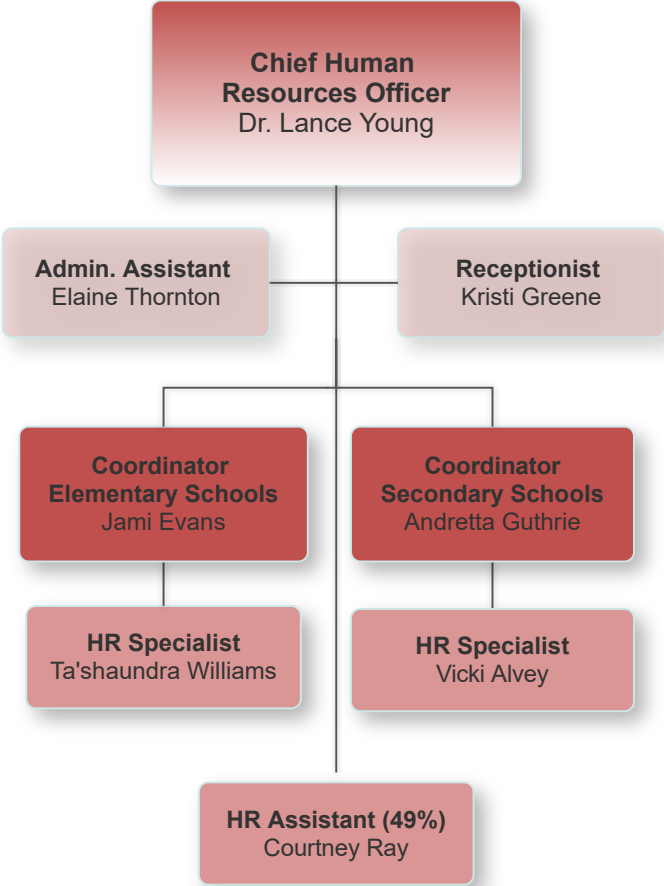 Chief Human
Resources Officer
Dr. Lance Young
Admin. Assistant
Elaine Thornton
Receptionist
Kristi Greene
Coordinator
Elementary Schools
Jami Evans
Coordinator
Secondary Schools
Andretta Guthrie
HR Specialist
Ta'shaundra Williams
HR Specialist
Vicki Alvey
HR Assistant (49%)
Courtney Ray